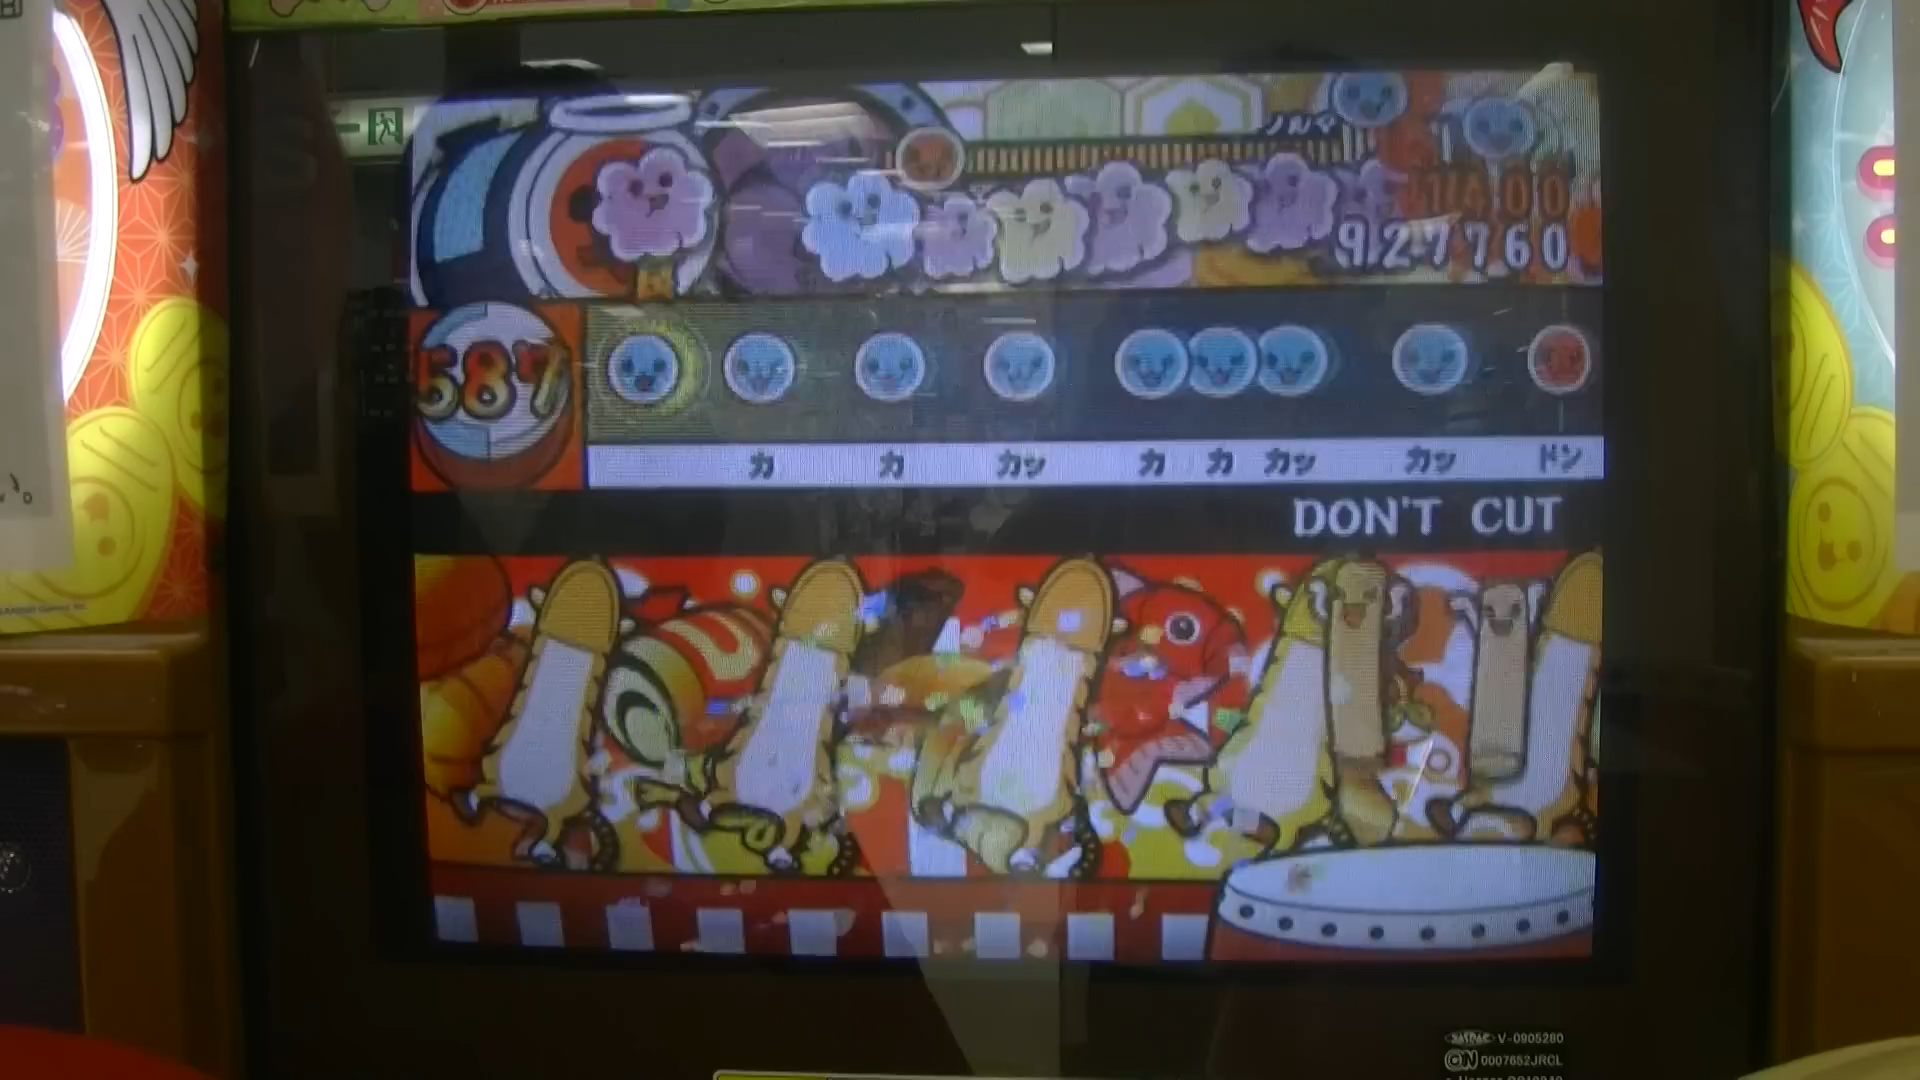 ノルマ
927760
587
カ カ カッ カ カ カッ カッ ドン
DON'T CUT
V-0905280
0007652JRCL